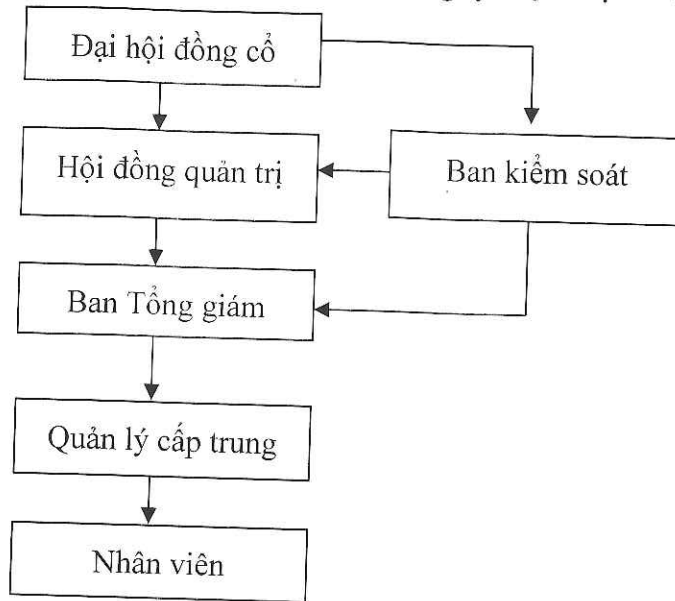 Đại hội đồng cổ
Hội đồng quản trị
Ban kiểm soát
Ban Tổng giám
Quản lý cấp trung
Nhân viên